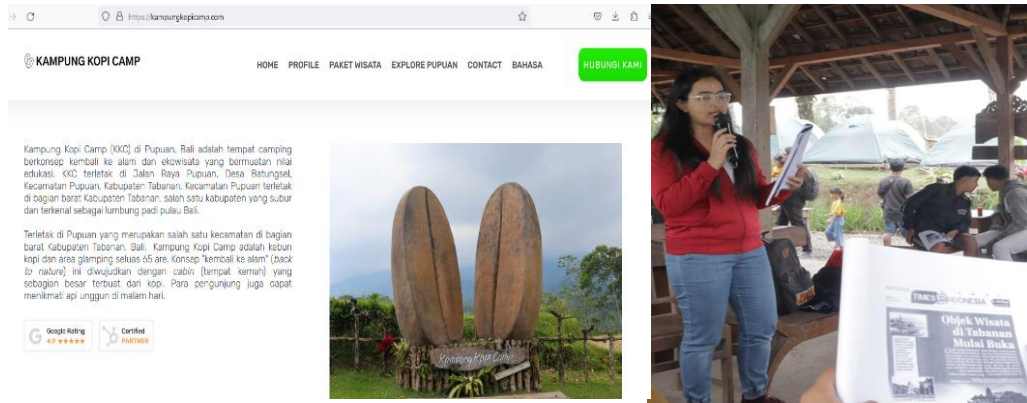 https://kampungkopicamp.com
KAMPUNG KOPI CAMP
HOME PROFILE PAKET WISATA EXPLORE PUPUAN CONTACT BAHASA
HUBUNGI KAMI
Kampung Kopi Camp (KKC) di Pupuan, Bali adalah tempat camping
berkonsep kembali ke alam dan ekowisata yang bermuatan nilai
edukasi. KKC terletak di Jalan Raya Pupuan, Desa Batungsel,
Kecamatan Pupuan, Kabupaten Tabanan. Kecamatan Pupuan terletak
di bagian barat Kabupaten Tabanan, salah satu kabupaten yang subur
dan terkenal sebagai lumbung padi pulau Bali.
Terletak di Pupuan yang merupakan salah satu kecamatan di bagian
barat Kabupaten Tabanan, Bali. Kampung Kopi Camp adalah kebun
kopi dan area glamping seluas 65 are. Konsep "kembali ke alam" (back
to nature) ini diwujudkan dengan cabin (tempat kemah) yang
sebagian besar terbuat dari kopi. Para pengunjung juga dapat
menikmati api unggun di malam hari.
Google Rating
4.9 ★★★★★
Certified
PARTNER
Kampung Kopi Camp
TIMES INDONESIA
Objek Wisata
di Tabanan
Mulai Buka